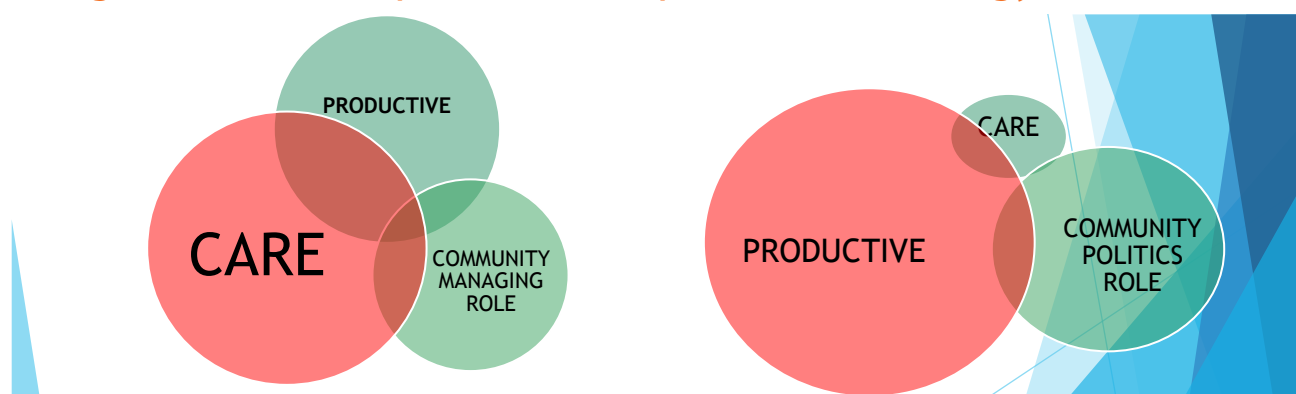 PRODUCTIVE
CARE
COMMUNITY
MANAGING
ROLE
CARE
PRODUCTIVE
COMMUNITY
POLITICS
ROLE